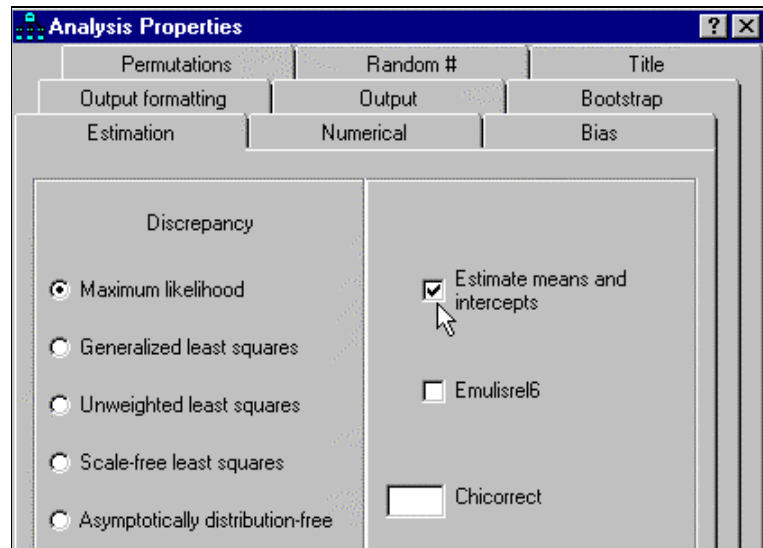 Analysis Properties
Permutations
Random #
Title
Output formatting
Output
Bootstrap
Estimation
Numerical
Bias
Discrepancy
Maximum likelihood
Generalized least squares
Unweighted least squares
Scale-free least squares
Asymptotically distribution-free
Estimate means and
intercepts
Emulisrel6
Chicorrect